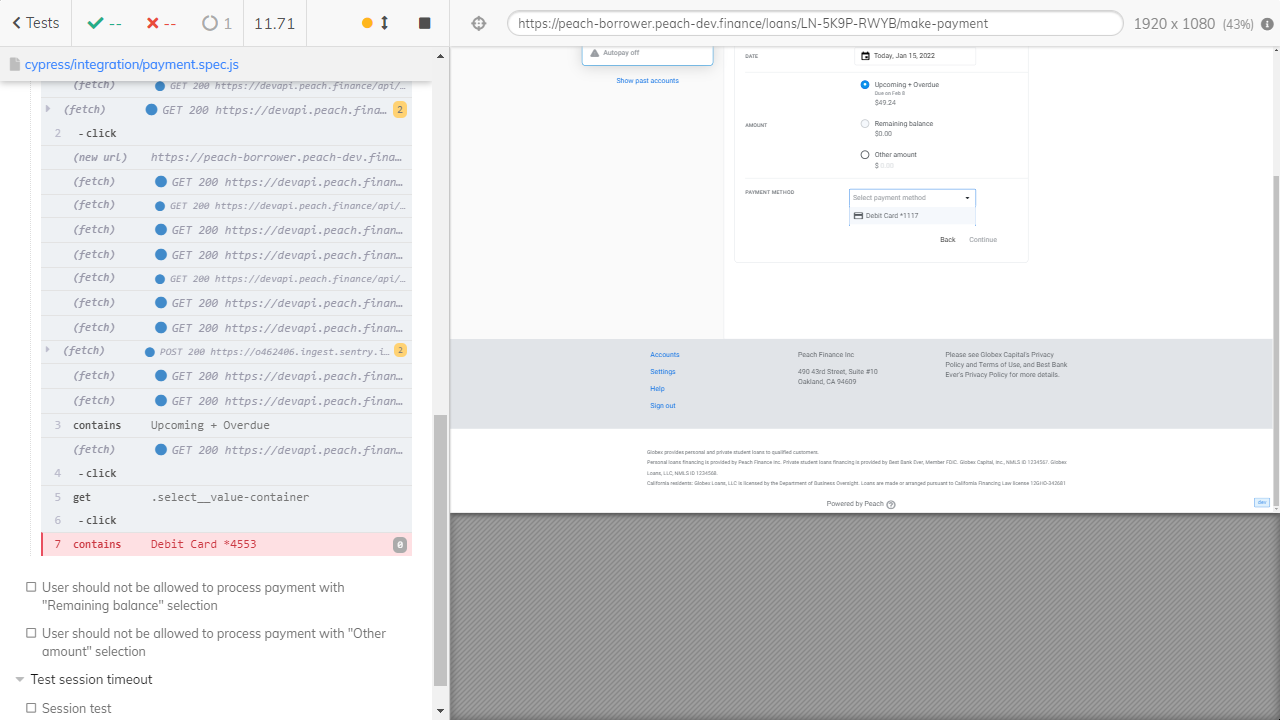 Tests
--
--
1
11.71
https://peach-borrower.peach-dev.finance/loans/LN-5K9P-RWYB/make-payment
1920 x 1080 (43%)
cypress/integration/payment.spec.js
(fetch) GET 200 https://devapi.peach.finance/api/…
(fetch) GET 200 https://devapi.peach.fina… 2
2 -click
(new url) https://peach-borrower.peach-dev.fina…
(fetch) GET 200 https://devapi.peach.finan…
(fetch) GET 200 https://devapi.peach.finance/api/…
(fetch) GET 200 https://devapi.peach.finan…
(fetch) GET 200 https://devapi.peach.finan…
(fetch) GET 200 https://devapi.peach.finance/api/…
(fetch) GET 200 https://devapi.peach.finan…
(fetch) GET 200 https://devapi.peach.finan…
(fetch) POST 200 https://o462406.ingest.sentry.i… 2
(fetch) GET 200 https://devapi.peach.finan…
(fetch) GET 200 https://devapi.peach.finan…
3 contains Upcoming + Overdue
(fetch) GET 200 https://devapi.peach.finan…
4 -click
5 get .select__value-container
6 -click
7 contains Debit Card *4553 0
User should not be allowed to process payment with
"Remaining balance" selection
User should not be allowed to process payment with "Other
amount" selection
Test session timeout
Session test
Autopay off
Show past accounts
DATE
Today, Jan 15, 2022
AMOUNT
Upcoming + Overdue
Due on Feb 8
$49.24
Remaining balance
$0.00
Other amount
$ 0.00
PAYMENT METHOD
Select payment method
Debit Card *1117
Back Continue
Accounts
Settings
Help
Sign out
Peach Finance Inc
490 43rd Street, Suite #10
Oakland, CA 94609
Please see Globex Capital's Privacy
Policy and Terms of Use, and Best Bank
Ever's Privacy Policy for more details.
Globex provides personal and private student loans to qualified customers.
Personal loans financing is provided by Peach Finance Inc. Private student loans financing is provided by Best Bank Ever, Member FDIC. Globex Capital, Inc., NMLS ID 1234567. Globex
Loans, LLC, NMLS ID 1234568.
California residents: Globex Loans, LLC is licensed by the Department of Business Oversight. Loans are made or arranged pursuant to California Financing Law license 12GHD-242681
Powered by Peach
dev